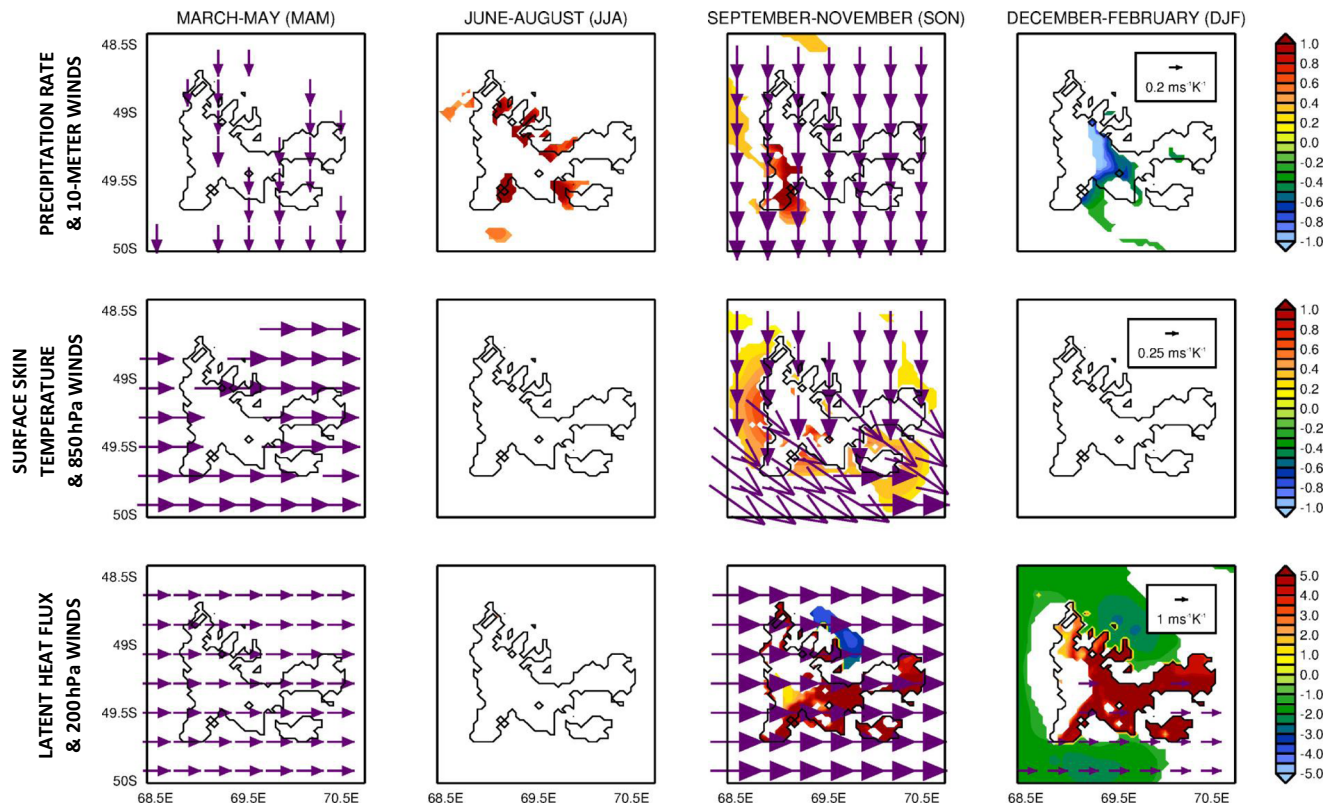 MARCH-MAY (MAM) JUNE-AUGUST (JJA) SEPTEMBER-NOVEMBER (SON) DECEMBER-FEBRUARY (DJF)
PRECIPITATION RATE
& 10-METER WINDS
48.5S
49S
49.5S
50S
0.2 ms⁻¹K⁻¹
1.0
0.8
0.6
0.4
0.2
0.0
-0.2
-0.4
-0.6
-0.8
-1.0
SURFACE SKIN
TEMPERATURE
& 850hPa WINDS
48.5S
49S
49.5S
50S
0.25 ms⁻¹K⁻¹
1.0
0.8
0.6
0.4
0.2
0.0
-0.2
-0.4
-0.6
-0.8
-1.0
LATENT HEAT FLUX
& 200hPa WINDS
48.5S
49S
49.5S
50S
1 ms⁻¹K⁻¹
5.0
4.0
3.0
2.0
1.0
0.0
-1.0
-2.0
-3.0
-4.0
-5.0
68.5E 69.5E 70.5E 68.5E 69.5E 70.5E 68.5E 69.5E 70.5E 68.5E 69.5E 70.5E